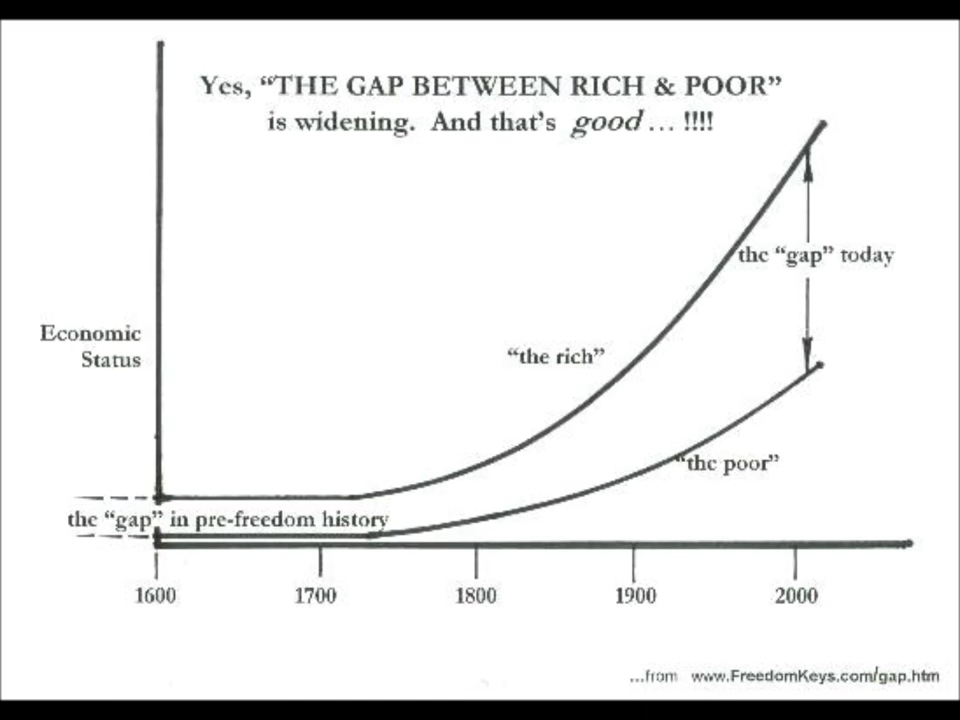 Yes, “THE GAP BETWEEN RICH & POOR”
is widening. And that’s good ... !!!!
the “gap” today
Economic
Status
“the rich”
“the poor”
the “gap” in pre-freedom history
1600 1700 1800 1900 2000
...from www.FreedomKeys.com/gap.htm